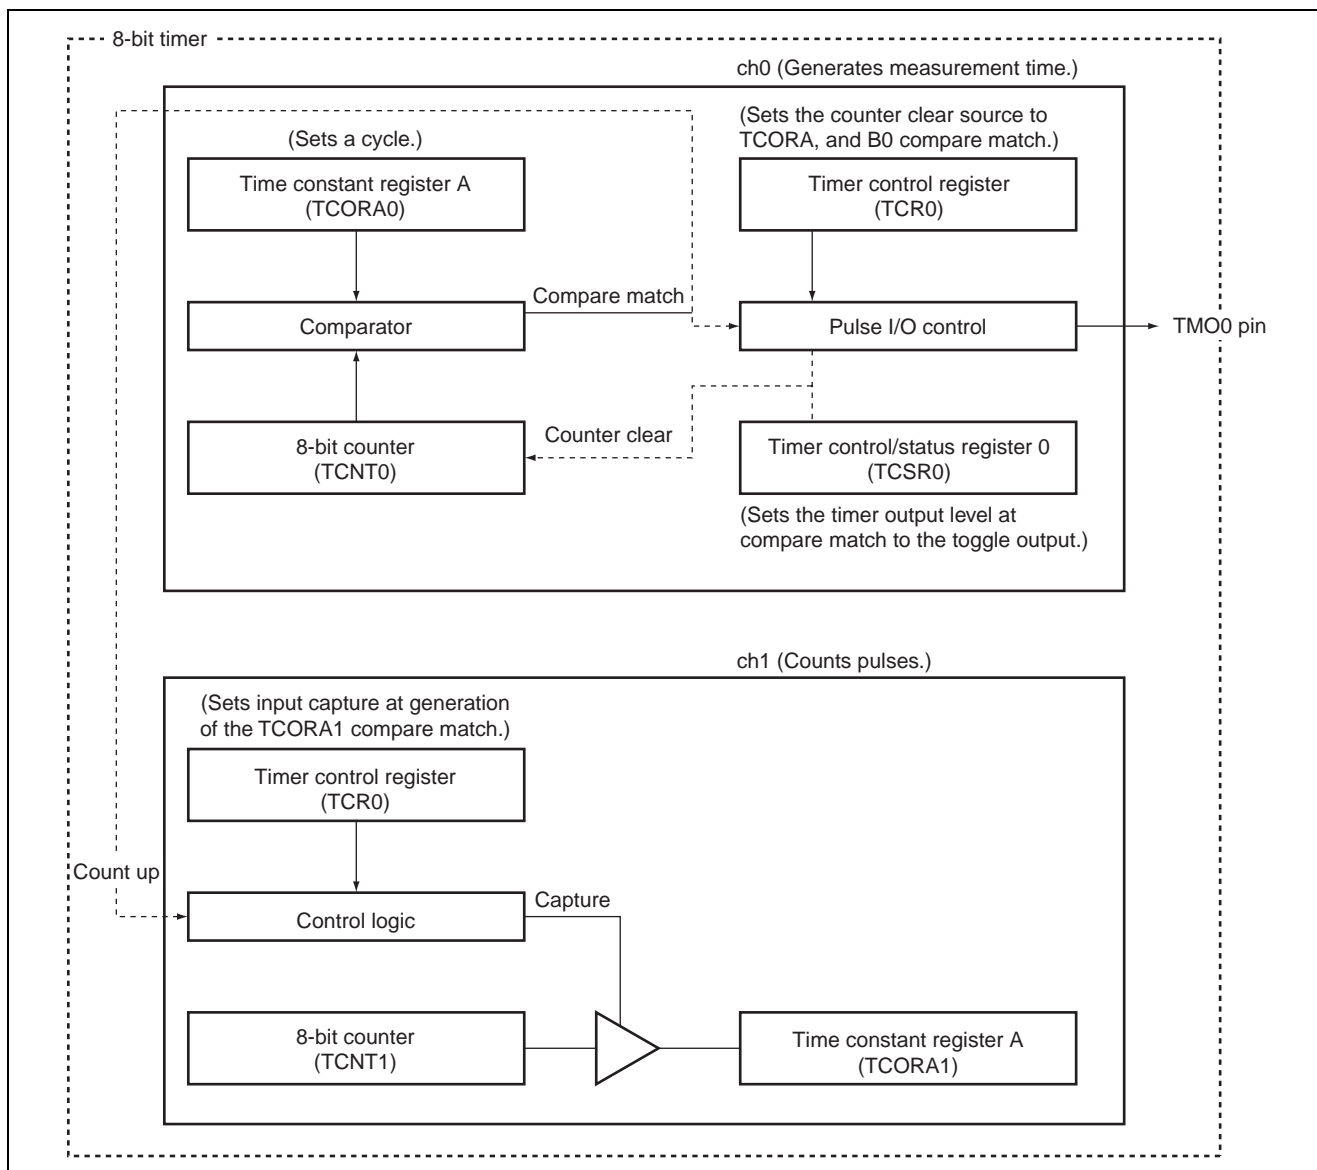 8-bit timer
ch0 (Generates measurement time.)
(Sets a cycle.)
Time constant register A
(TCORA0)
(Sets the counter clear source to
TCORA, and B0 compare match.)
Timer control register
(TCR0)
Comparator
Compare match
Pulse I/O control
TMO0 pin
8-bit counter
(TCNT0)
Counter clear
Timer control/status register 0
(TCSR0)
(Sets the timer output level at
compare match to the toggle output.)
ch1 (Counts pulses.)
(Sets input capture at generation
of the TCORA1 compare match.)
Timer control register
(TCR0)
Count up
Control logic
Capture
8-bit counter
(TCNT1)
Time constant register A
(TCORA1)